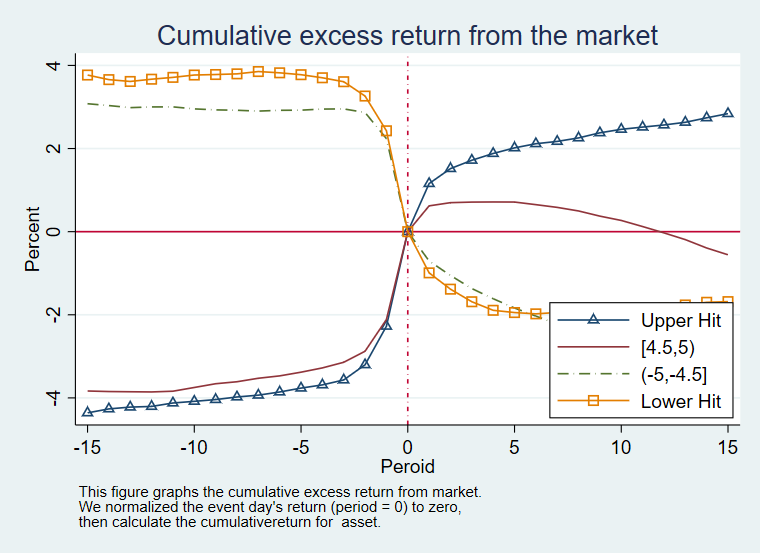 Cumulative excess return from the market
Percent
4
2
0
-2
-4
-15
-10
-5
0
5
10
15
Peroid
Upper Hit
[4.5,5)
(-5,-4.5]
Lower Hit
This figure graphs the cumulative excess return from market.
We normalized the event day's return (period = 0) to zero,
then calculate the cumulativereturn for  asset.